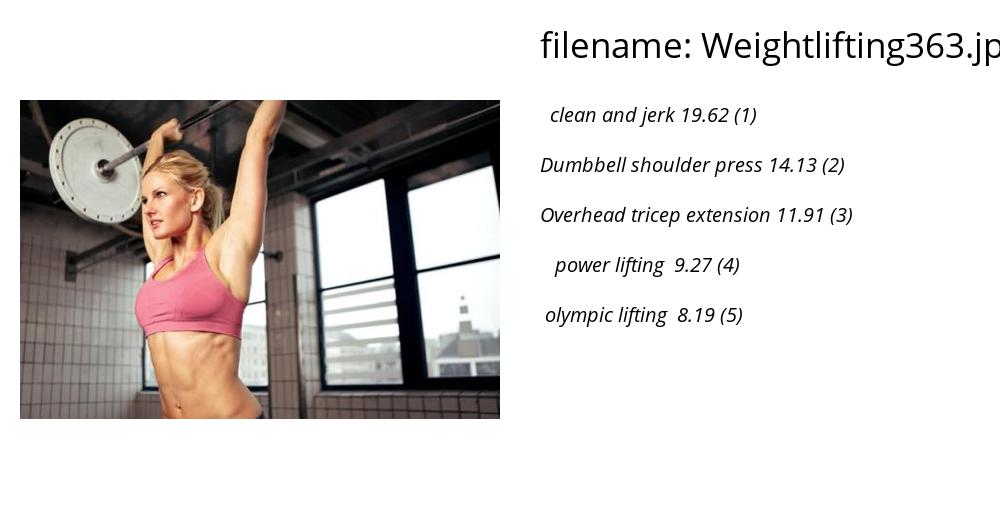 filename: Weightlifting363.jp
clean and jerk 19.62 (1)
Dumbbell shoulder press 14.13 (2)
Overhead tricep extension 11.91 (3)
power lifting 9.27 (4)
olympic lifting 8.19 (5)